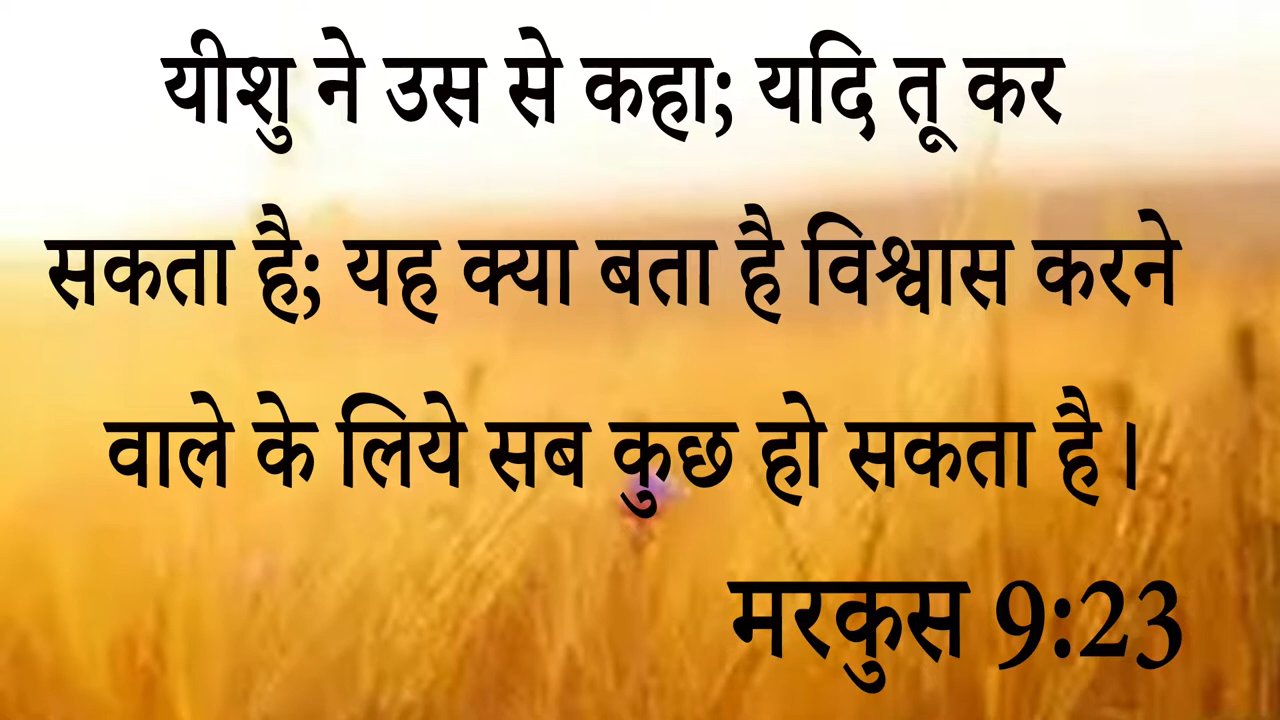 यीशु ने उस से कहा; यदि तू कर
सकता है; यह क्या बता है विश्वास करने
वाले के लिये सब कुछ हो सकता है।
मरकुस 9:23